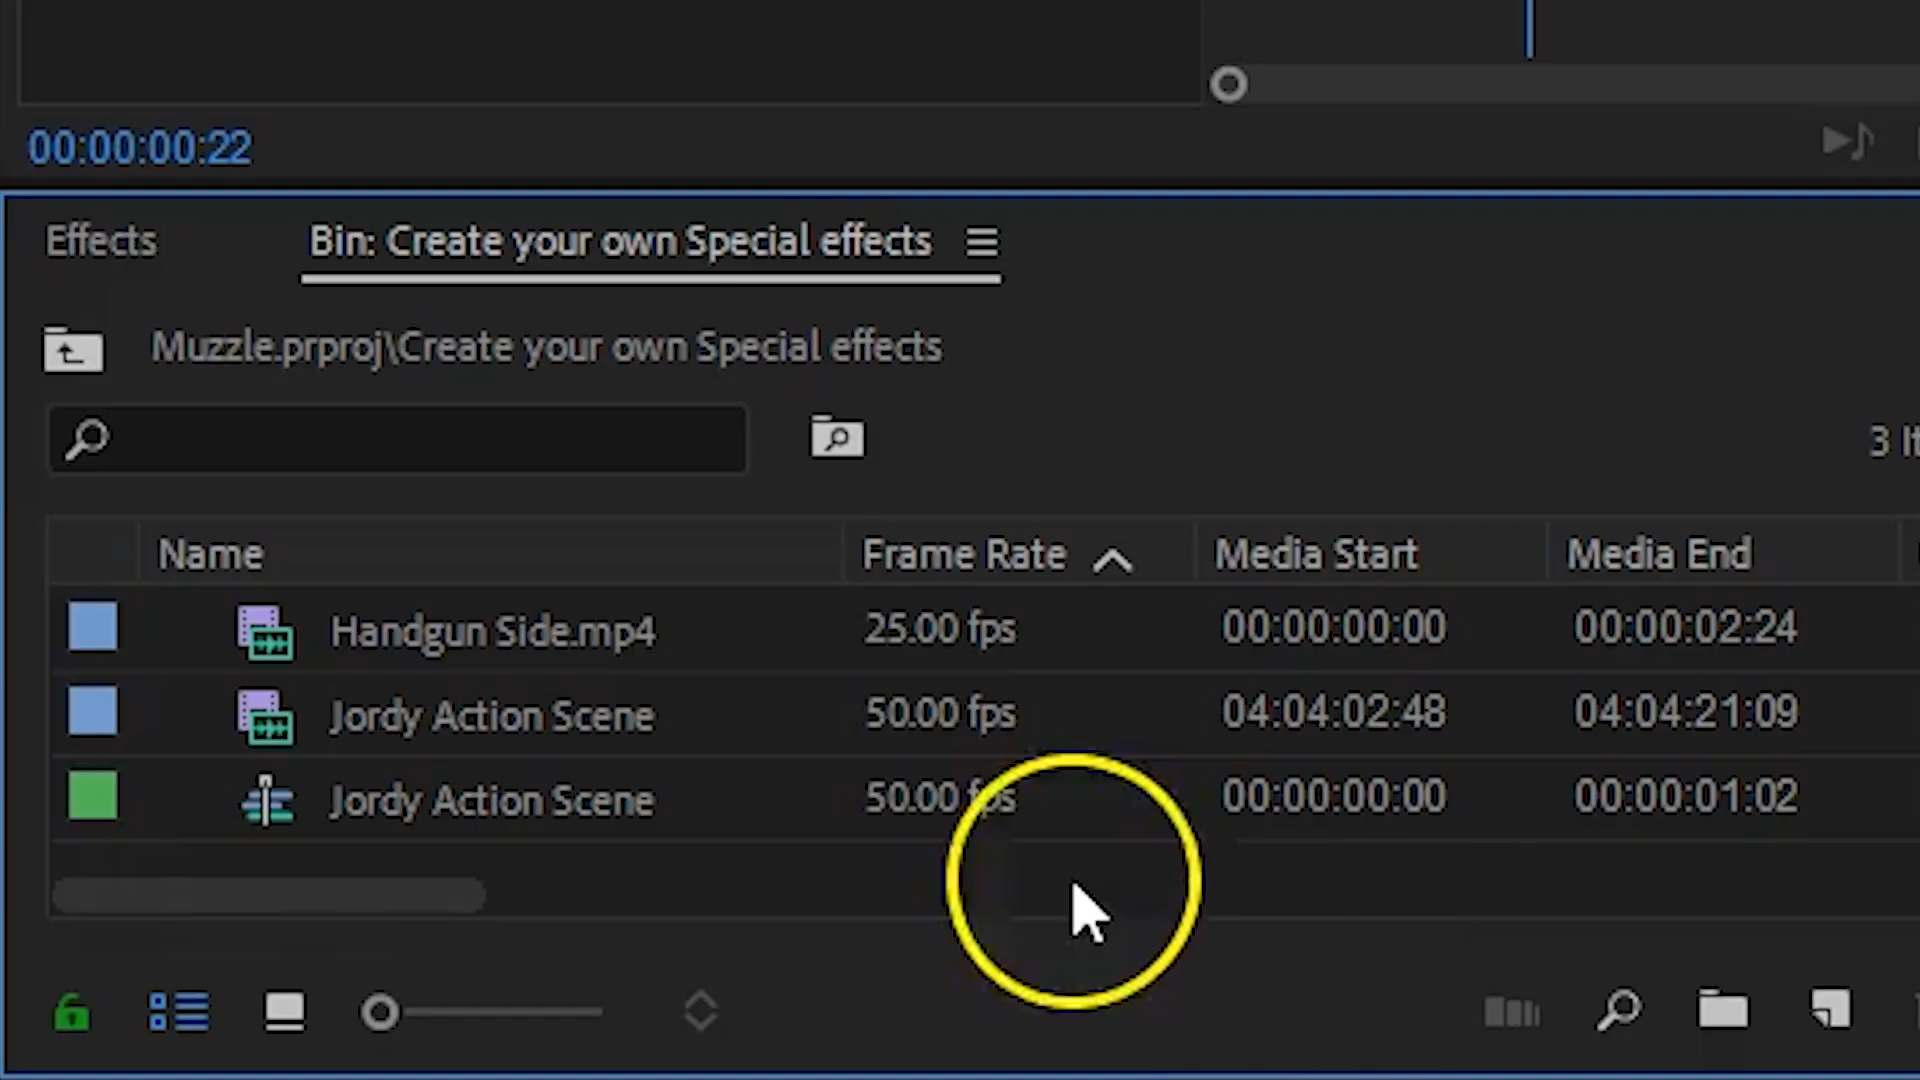 00:00:00:22
Effects Bin: Create your own Special effects
Muzzle.prproj\Create your own Special effects
3
Name Frame Rate Media Start Media End
Handgun Side.mp4 25.00 fps 00:00:00:00 00:00:02:24
Jordy Action Scene 50.00 fps 04:04:02:48 04:04:21:09
Jordy Action Scene 50.00 fps 00:00:00:00 00:00:01:02